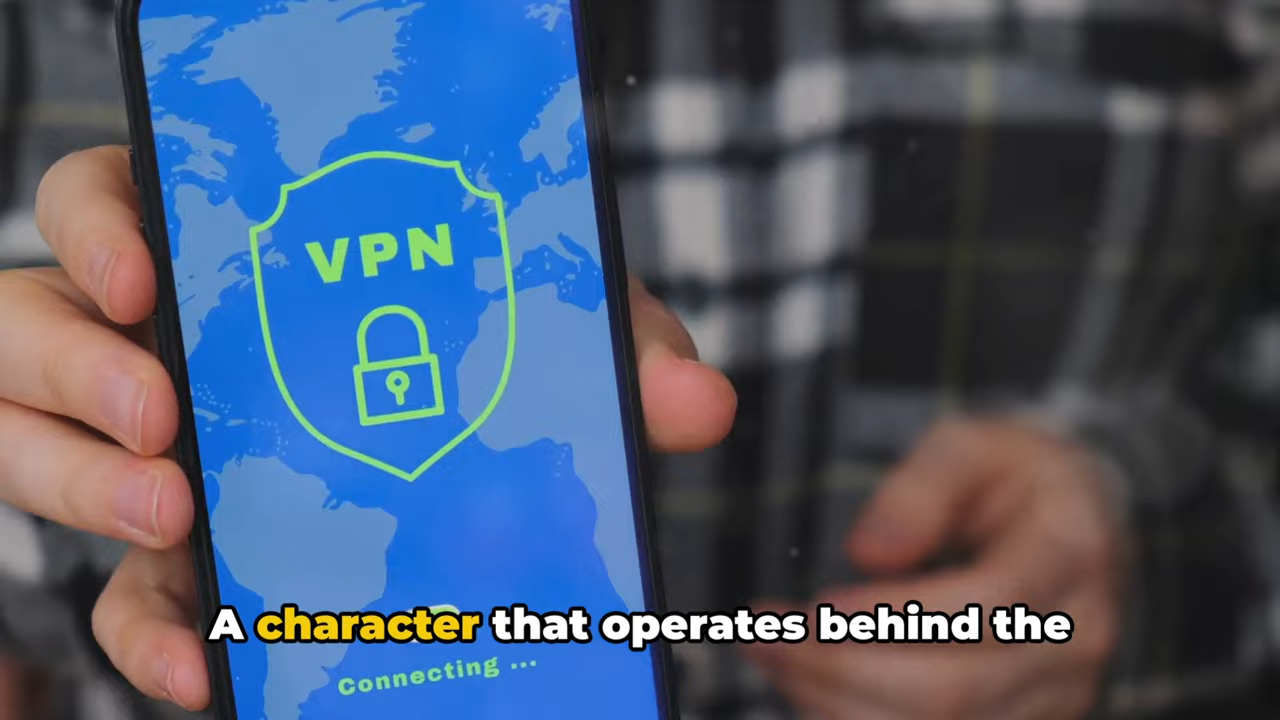 VPN
A character that operates behind the
Connecting ...